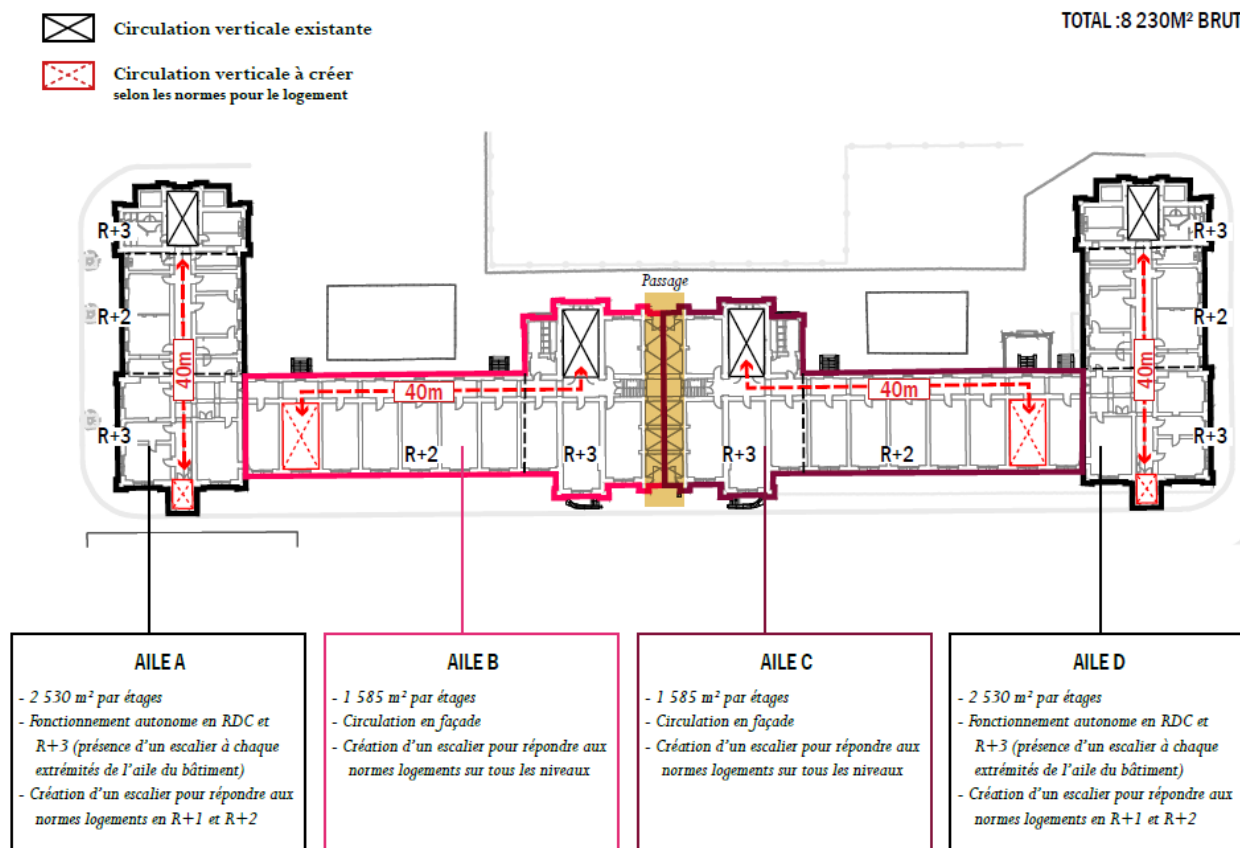 TOTAL :8 230M² BRUT
Circulation verticale existante
Circulation verticale à créer
selon les normes pour le logement
R+3
R+3
Passage
R+2
R+2
40m
40m
40m
40m
R+3
R+2
R+3
R+3
R+2
R+3
AILE A
- 2 530 m² par étages
- Fonctionnement autonome en RDC et
R+3 (présence d'un escalier à chaque
extrémités de l'aile du bâtiment)
- Création d'un escalier pour répondre aux
normes logements en R+1 et R+2
AILE B
- 1 585 m² par étages
- Circulation en façade
- Création d'un escalier pour répondre aux
normes logements sur tous les niveaux
AILE C
- 1 585 m² par étages
- Circulation en façade
- Création d'un escalier pour répondre aux
normes logements sur tous les niveaux
AILE D
- 2 530 m² par étages
- Fonctionnement autonome en RDC et
R+3 (présence d'un escalier à chaque
extrémités de l'aile du bâtiment)
- Création d'un escalier pour répondre aux
normes logements en R+1 et R+2